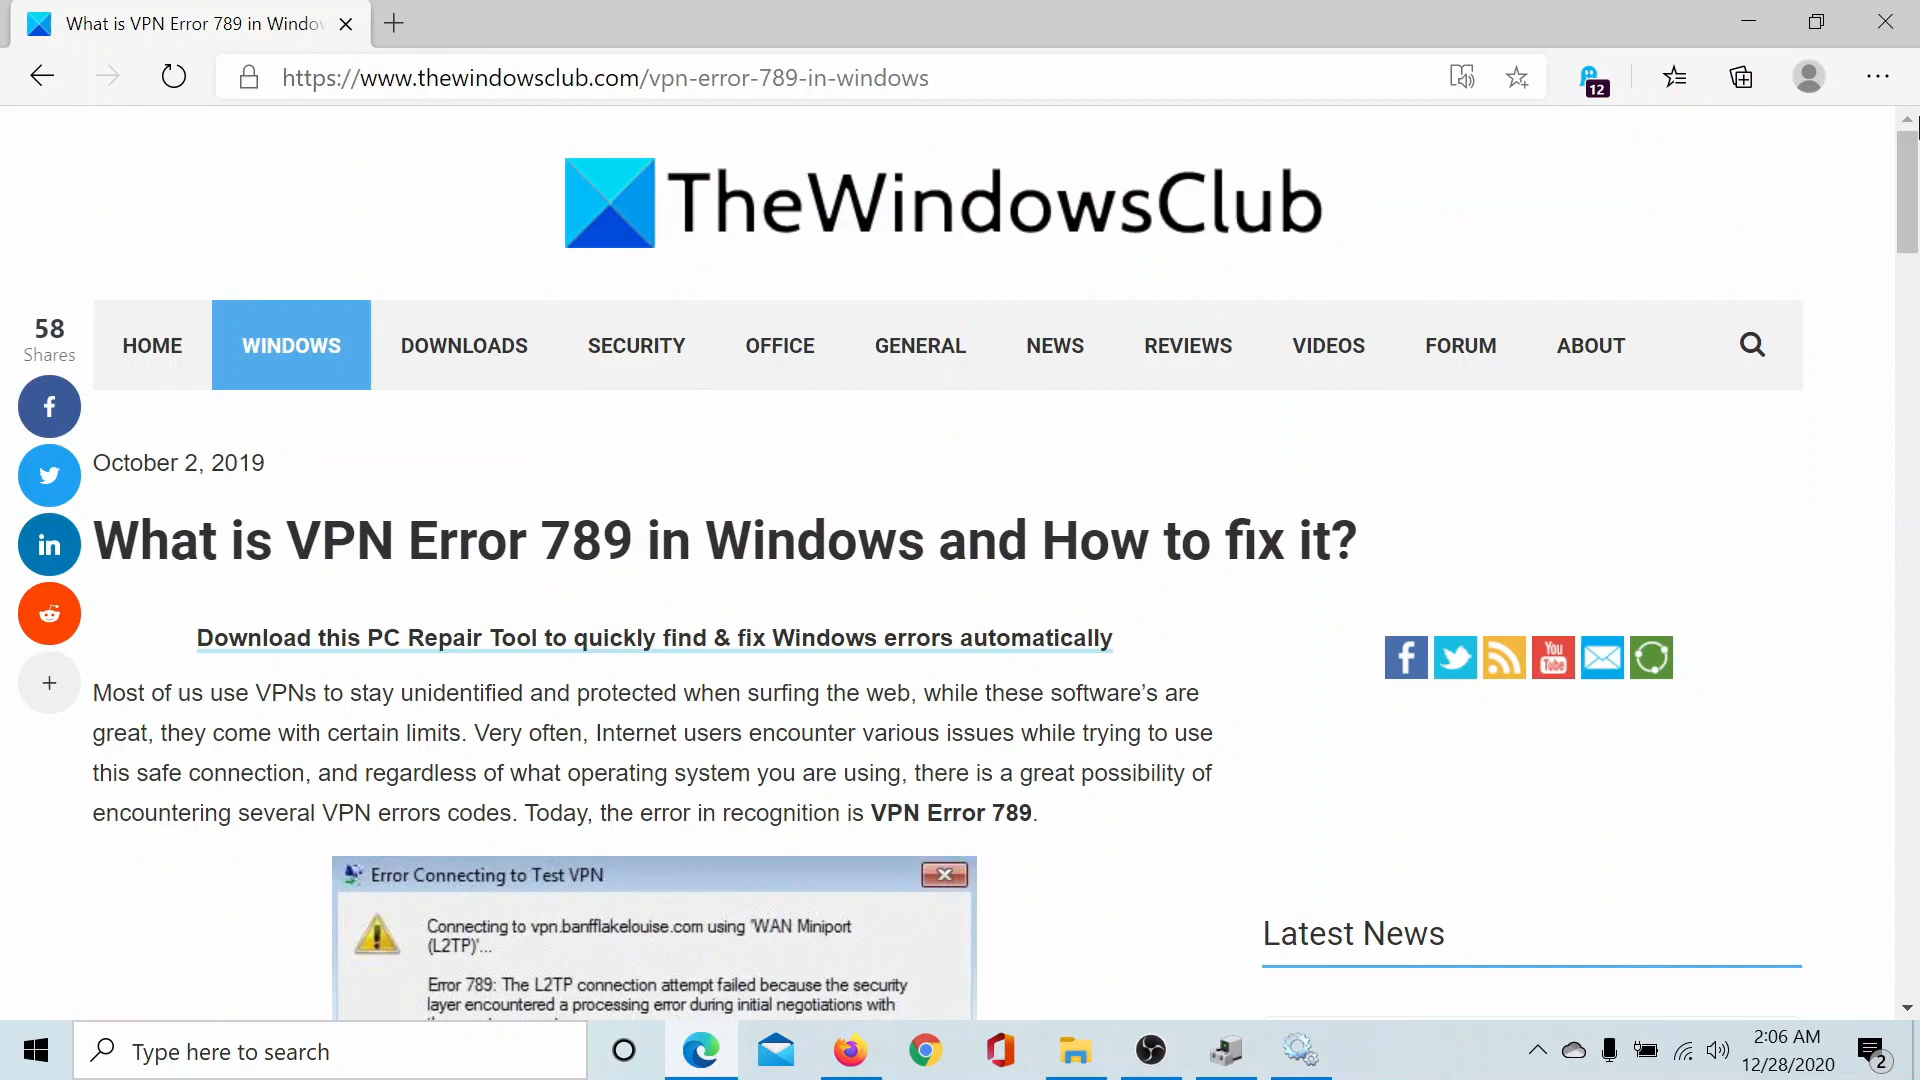 What is VPN Error 789 in Windo
https://www.thewindowsclub.com/vpn-error-789-in-windows
12
TheWindowsClub
HOME WINDOWS DOWNLOADS SECURITY OFFICE GENERAL NEWS REVIEWS VIDEOS FORUM ABOUT
58
Shares
October 2, 2019
What is VPN Error 789 in Windows and How to fix it?
Download this PC Repair Tool to quickly find & fix Windows errors automatically
You
Tube
Most of us use VPNs to stay unidentified and protected when surfing the web, while these software’s are
great, they come with certain limits. Very often, Internet users encounter various issues while trying to use
this safe connection, and regardless of what operating system you are using, there is a great possibility of
encountering several VPN errors codes. Today, the error in recognition is VPN Error 789.
Error Connecting to Test VPN
Connecting to vpn.banfflakelouise.com using 'WAN Miniport
(L2TP)'...
Error 789: The L2TP connection attempt failed because the security
layer encountered a processing error during initial negotiations with
Latest News
Type here to search
2:06 AM
12/28/2020
2